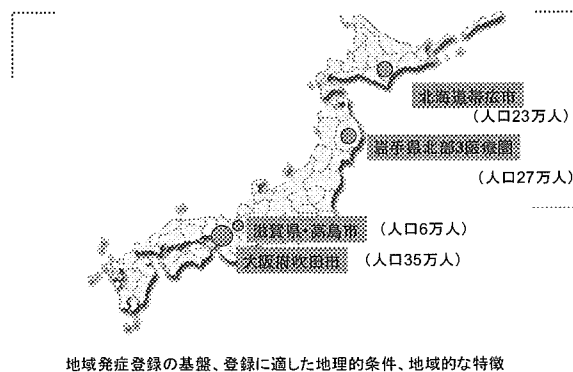 北海道帯広市
(人口23万人)
岩手県北部3医療圏
(人口27万人)
滋賀県・高島市
(人口6万人)
大阪府吹田市
(人口35万人)
地域発症登録の基盤、登録に適した地理的条件、地域的な特徴